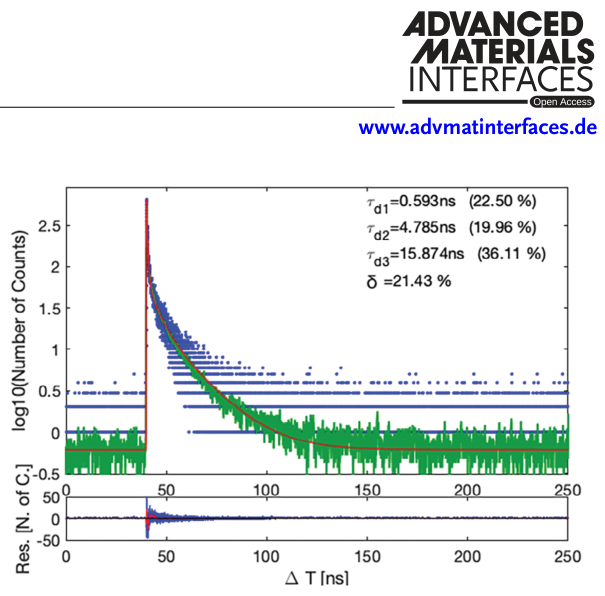 ADVANCED
MATERIALS
INTERFACES
Open Access
www.advmatinterfaces.de
τd1=0.593ns (22.50 %)
τd2=4.785ns (19.96 %)
τd3=15.874ns (36.11 %)
δ =21.43 %
log10(Number of Counts)
2.5
2
1.5
1
0.5
0
-0.5
0 50 100 150 200 250
Res. [N. of C.]
50
0
-50
0 50 100 150 200 250
Δ T [ns]